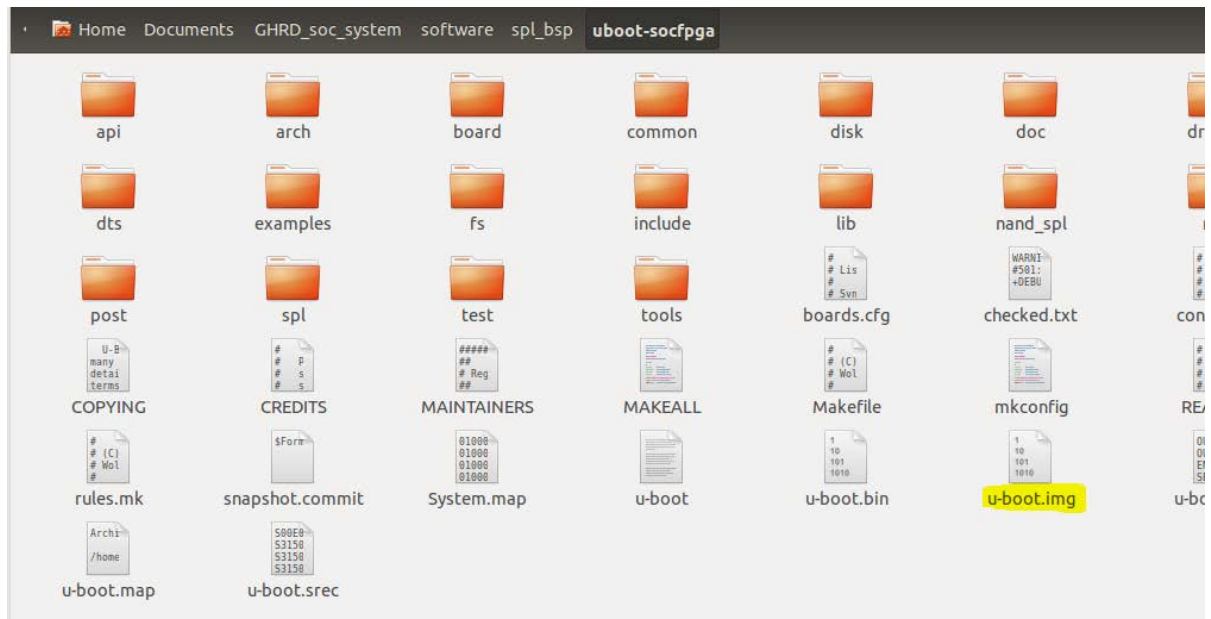 Home Documents GHRD_soc_system software spl_bsp uboot-socfpga
api arch board common disk doc
dts examples fs include lib nand_spl
post spl test tools boards.cfg checked.txt
COPYING CREDITS MAINTAINERS MAKEALL Makefile mkconfig
rules.mk snapshot.commit System.map u-boot u-boot.bin u-boot.img
u-boot.map u-boot.srec